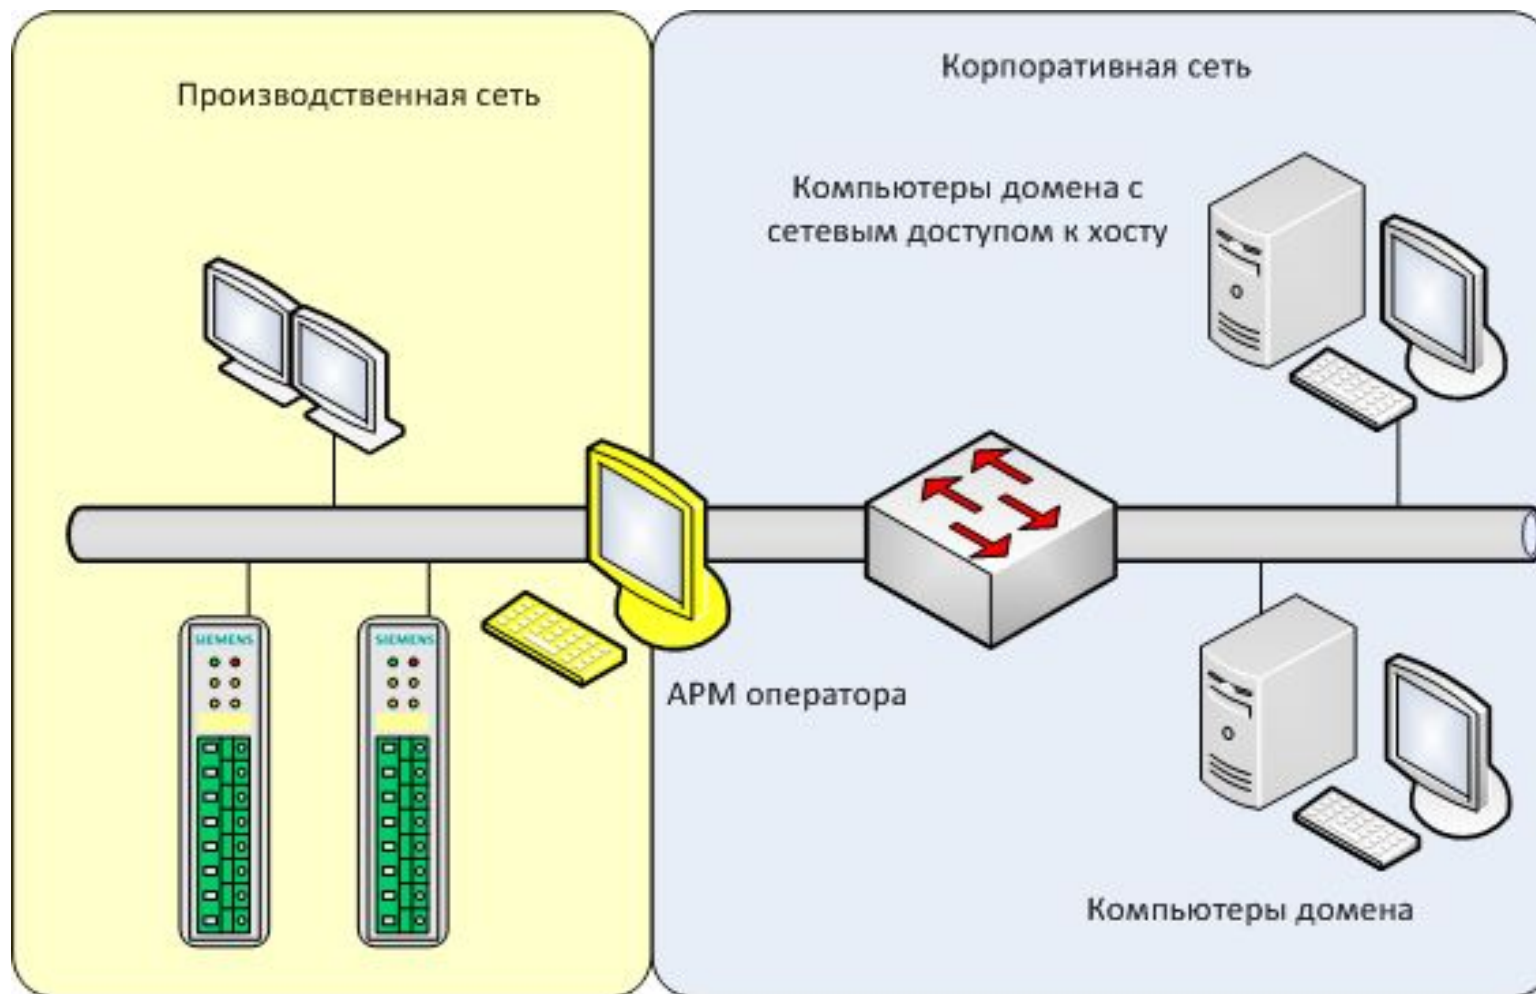 Производственная сеть
Корпоративная сеть
Компьютеры домена с
сетевым доступом к хосту
SIEMENS
SIEMENS
АРМ оператора
Компьютеры домена